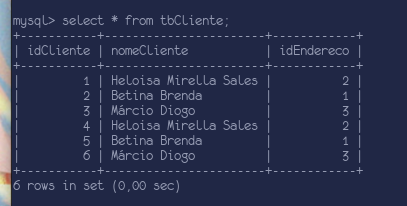 mysql> select * from tbCliente;
+-----------+----------------------+------------+
| idCliente | nomeCliente          | idEndereco |
+-----------+----------------------+------------+
|         1 | Heloisa Mirella Sales |          2 |
|         2 | Betina Brenda        |          1 |
|         3 | Márcio Diogo         |          3 |
|         4 | Heloisa Mirella Sales |          2 |
|         5 | Betina Brenda        |          1 |
|         6 | Márcio Diogo         |          3 |
+-----------+----------------------+------------+
6 rows in set (0,00 sec)